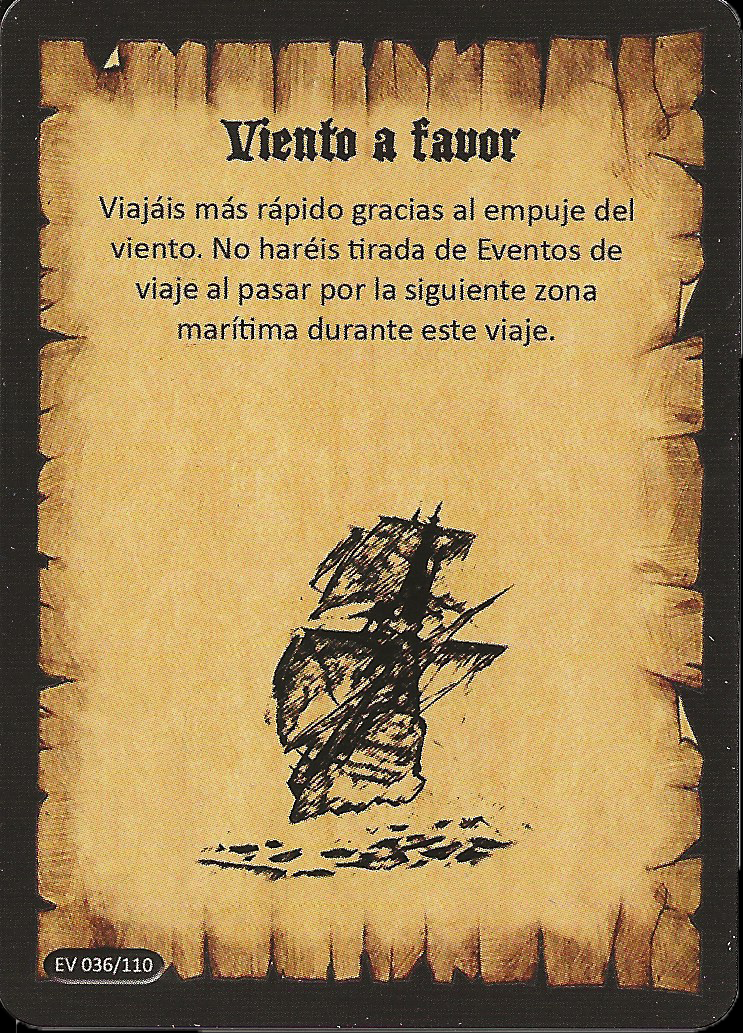 Viento a favor
Viajáis más rápido gracias al empuje del
viento. No haréis tirada de Eventos de
viaje al pasar por la siguiente zona
marítima durante este viaje.
EV 036/110